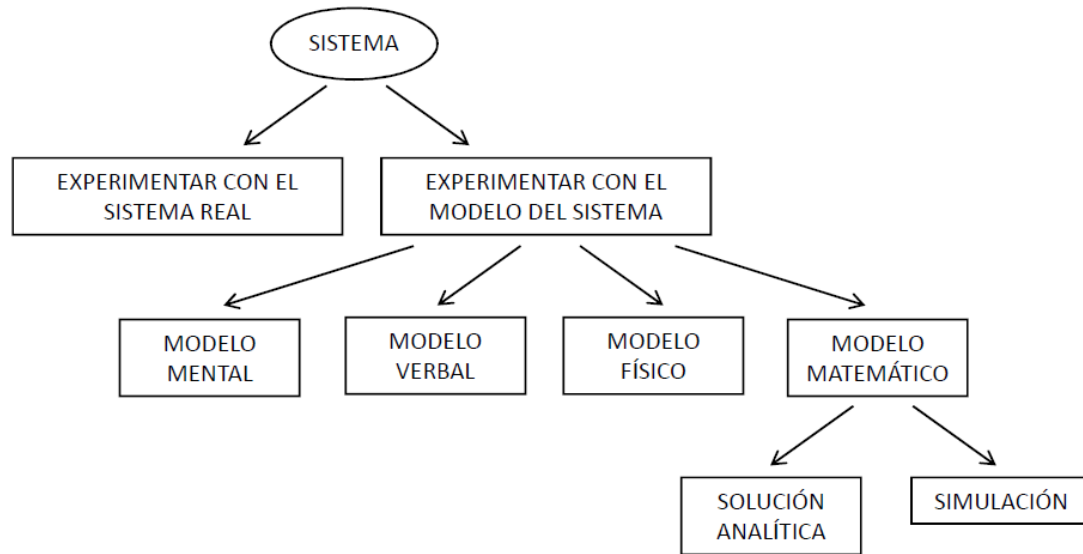 SISTEMA
EXPERIMENTAR CON EL
SISTEMA REAL
EXPERIMENTAR CON EL
MODELO DEL SISTEMA
MODELO
MENTAL
MODELO
VERBAL
MODELO
FÍSICO
MODELO
MATEMÁTICO
SOLUCIÓN
ANALÍTICA
SIMULACIÓN